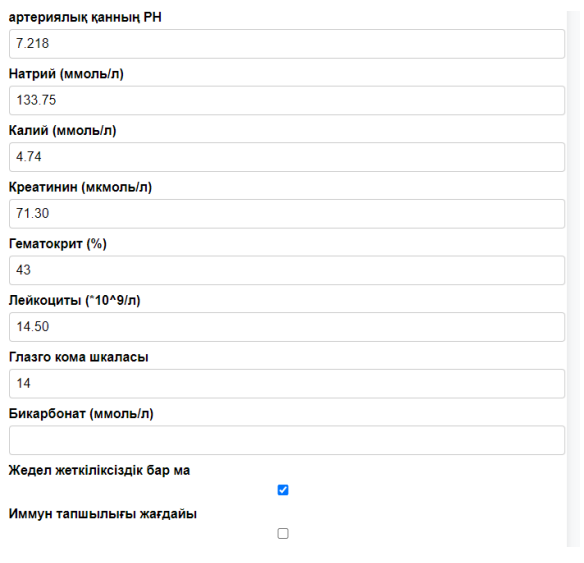 артериялық қанның РН
7.218
Натрий (ммоль/л)
133.75
Калий (ммоль/л)
4.74
Креатинин (мкмоль/л)
71.30
Гематокрит (%)
43
Лейкоциты (*10^9/л)
14.50
Глазго кома шкаласы
14
Бикарбонат (ммоль/л)
Жедел жеткіліксіздік бар ма
Иммун тапшылығы жағдайы